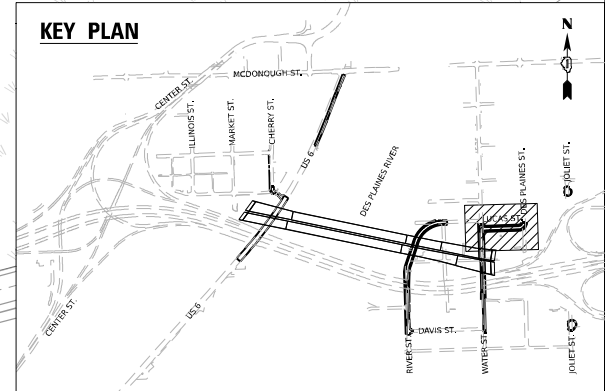 KEY PLAN
N
MCDONOUGH ST.
CENTER ST.
ILLINOIS ST.
MARKET ST.
CHERRY ST.
US 6
DES PLAINES RIVER
DES PLAINES ST.
JOLIET ST.
LUCAS ST.
US 6
CENTER ST.
DAVIS ST.
RIVER ST.
WATER ST.
JOLIET ST.